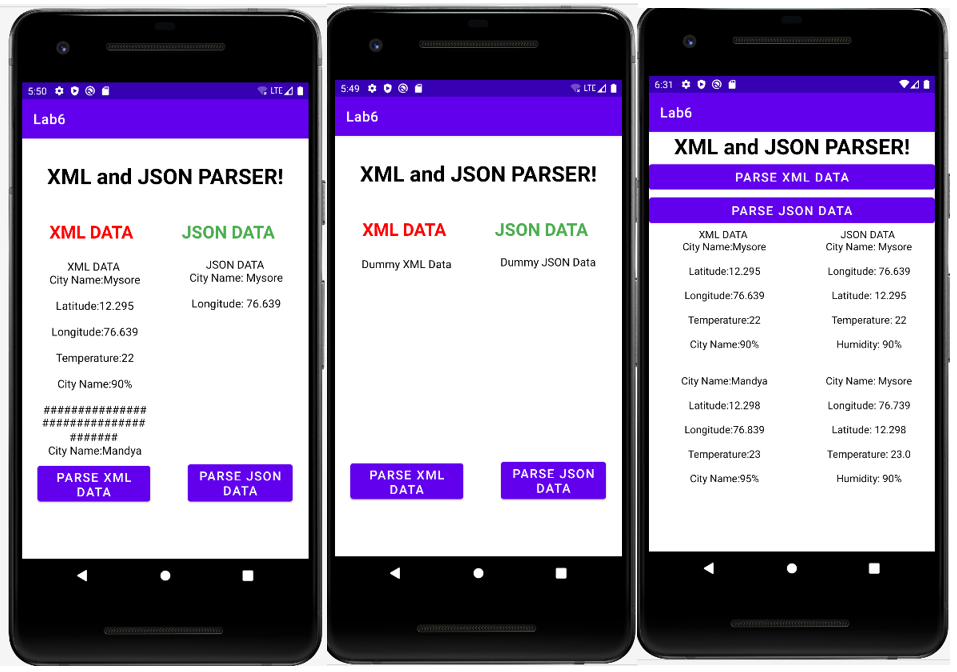 5:50 LTE
Lab6
XML and JSON PARSER!
XML DATA JSON DATA
XML DATA
City Name:Mysore
Latitude:12.295
Longitude:76.639
Temperature:22
City Name:90%
###############
###############
#######
City Name:Mandya
JSON DATA
City Name: Mysore
Longitude: 76.639
PARSE XML
DATA
PARSE JSON
DATA
5:49 LTE
Lab6
XML and JSON PARSER!
XML DATA JSON DATA
Dummy XML Data
Dummy JSON Data
PARSE XML
DATA
PARSE JSON
DATA
6:31
Lab6
XML and JSON PARSER!
PARSE XML DATA
PARSE JSON DATA
XML DATA
City Name:Mysore
Latitude:12.295
Longitude:76.639
Temperature:22
City Name:90%
City Name:Mandya
Latitude:12.298
Longitude:76.839
Temperature:23
City Name:95%
JSON DATA
City Name: Mysore
Longitude: 76.639
Latitude: 12.295
Temperature: 22
Humidity: 90%
City Name: Mysore
Longitude: 76.739
Latitude: 12.298
Temperature: 23.0
Humidity: 90%